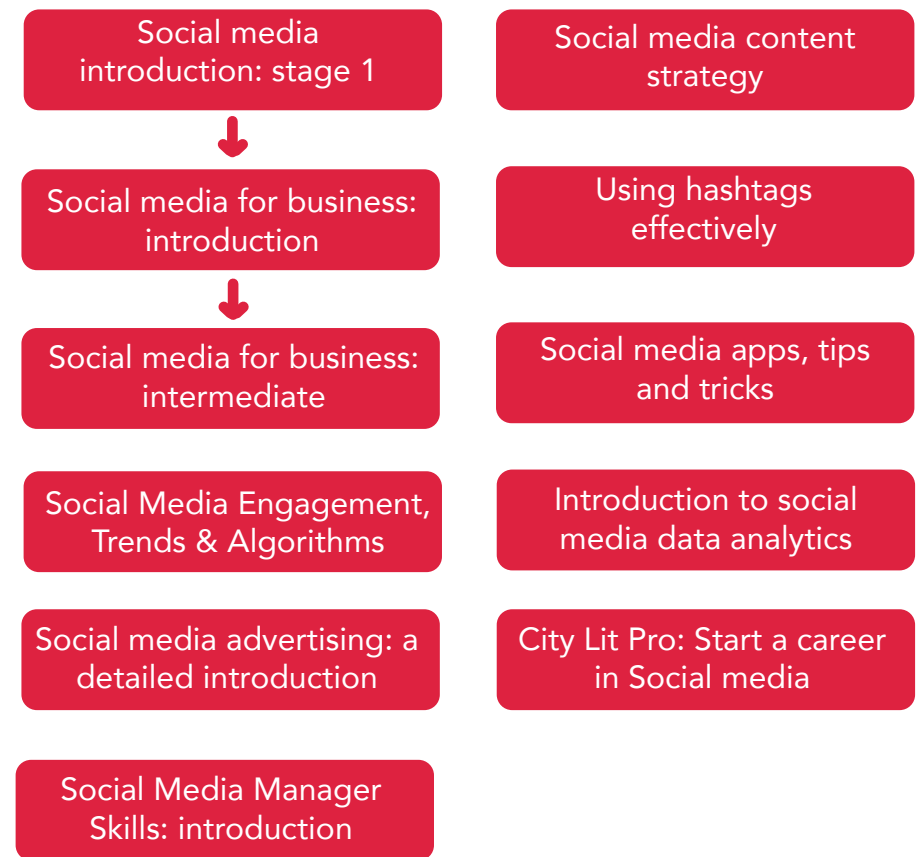 Social media
introduction: stage 1
Social media for business:
introduction
Social media for business:
intermediate
Social Media Engagement,
Trends & Algorithms
Social media advertising: a
detailed introduction
Social Media Manager
Skills: introduction
Social media content
strategy
Using hashtags
effectively
Social media apps, tips
and tricks
Introduction to social
media data analytics
City Lit Pro: Start a career
in Social media